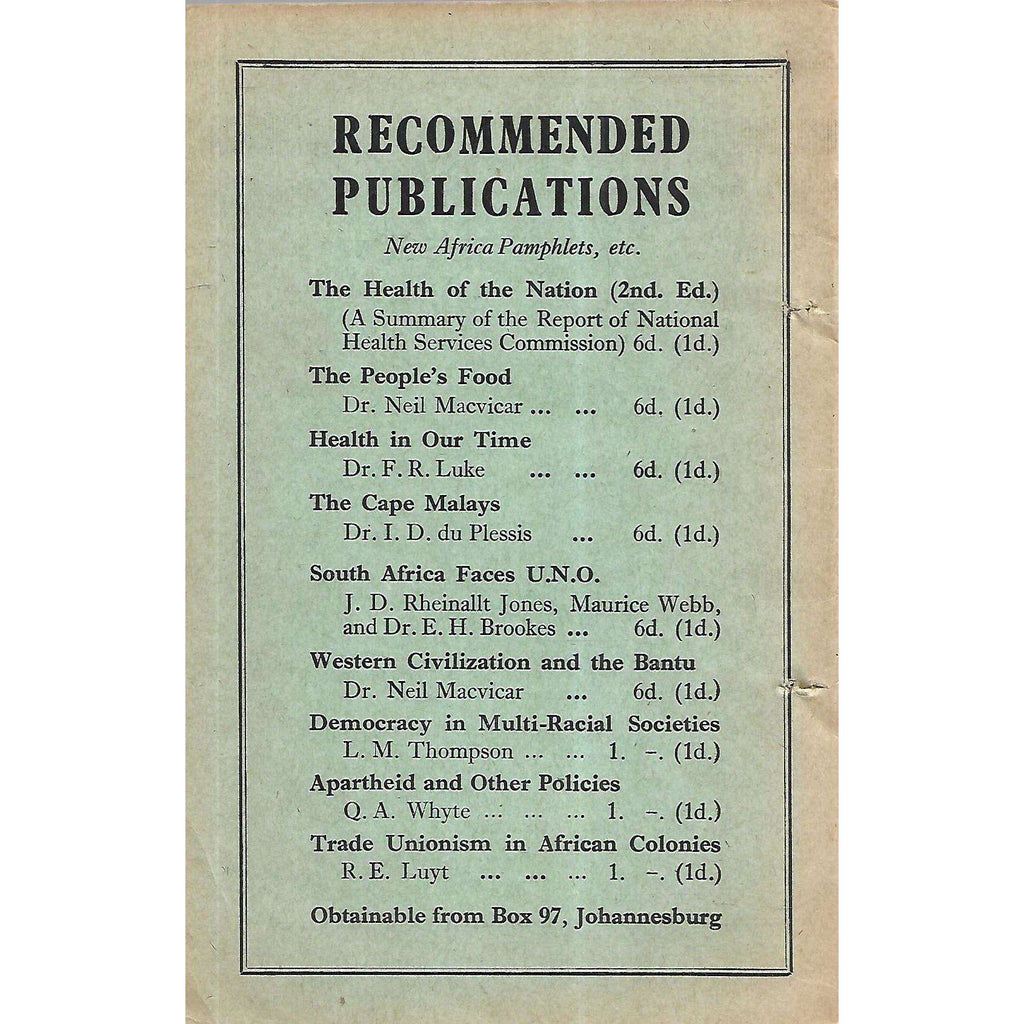 RECOMMENDED
PUBLICATIONS
New Africa Pamphlets, etc.
The Health of the Nation (2nd. Ed.)
(A Summary of the Report of National
Health Services Commission) 6d. (1d.)
The People's Food
Dr. Neil Macvicar ... ... 6d. (1d.)
Health in Our Time
Dr. F. R. Luke ... ... 6d. (1d.)
The Cape Malays
Dr. I. D. du Plessis ... 6d. (1d.)
South Africa Faces U.N.O.
J. D. Rheinallt Jones, Maurice Webb,
and Dr. E. H. Brookes ... 6d. (1d.)
Western Civilization and the Bantu
Dr. Neil Macvicar ... 6d. (1d.)
Democracy in Multi-Racial Societies
L. M. Thompson ... ... 1. –. (1d.)
Apartheid and Other Policies
Q. A. Whyte ... ... ... 1. –. (1d.)
Trade Unionism in African Colonies
R. E. Luyt ... ... ... 1. –. (1d.)
Obtainable from Box 97, Johannesburg